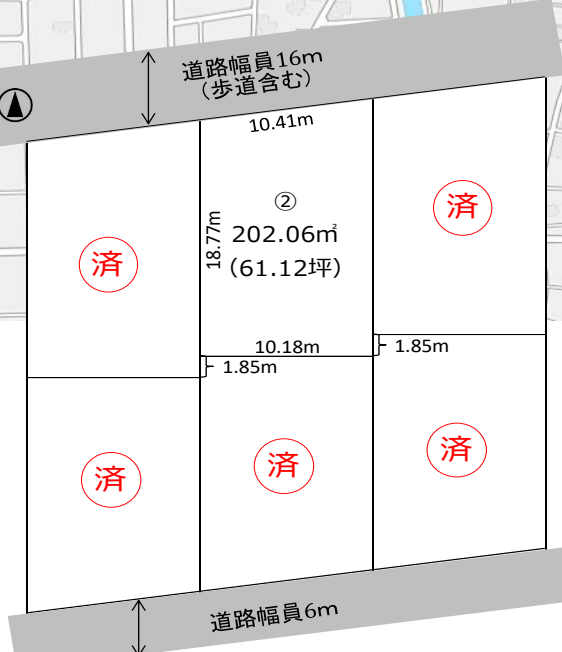 道路幅員16m
（歩道含む）
10.41m
②
202.06㎡
（61.12坪）
18.77m
済
済
10.18m
1.85m
1.85m
済
済
済
道路幅員6m